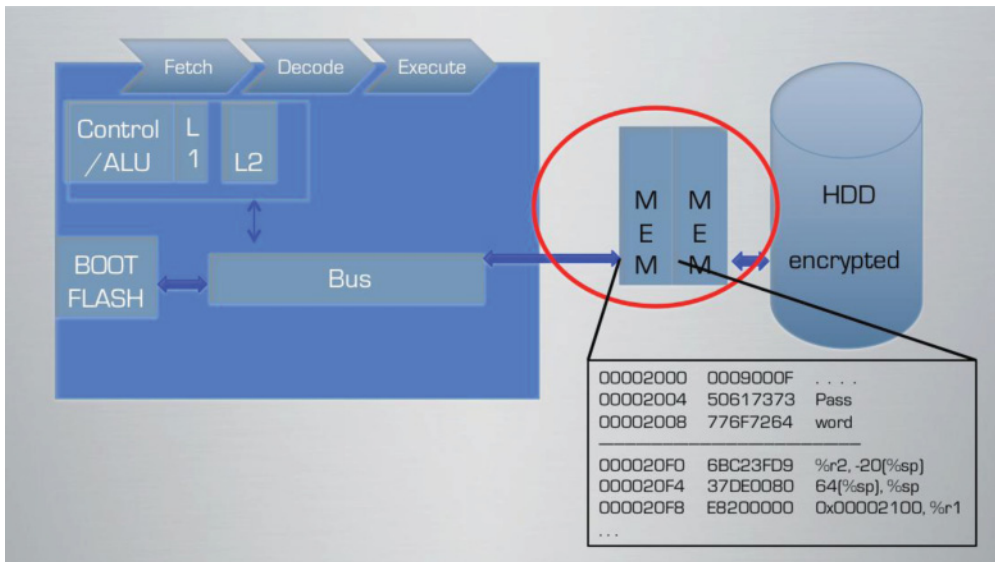 Fetch
Decode
Execute
Control
/ALU
L
1
L2
BOOT
FLASH
Bus
M
E
M
M
E
M
HDD
encrypted
00002000 0009000F ....
00002004 50617373 Pass
00002008 776F7264 word
000020F0 6BC23FD9 %r2, -20(%sp)
000020F4 37DE0080 64(%sp), %sp
000020F8 E8200000 0x00002100, %r1
...